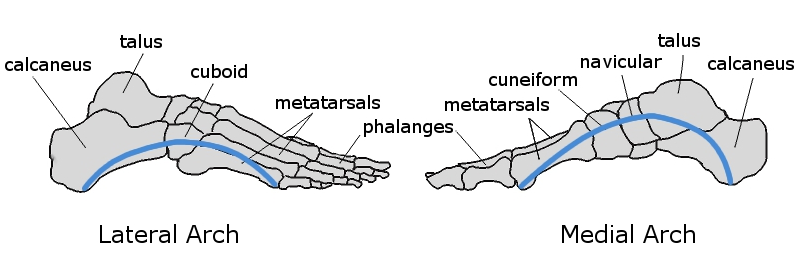 talus
calcaneus
cuboid
metatarsals
phalanges
Lateral Arch
talus
navicular
calcaneus
cuneiform
metatarsals
Medial Arch